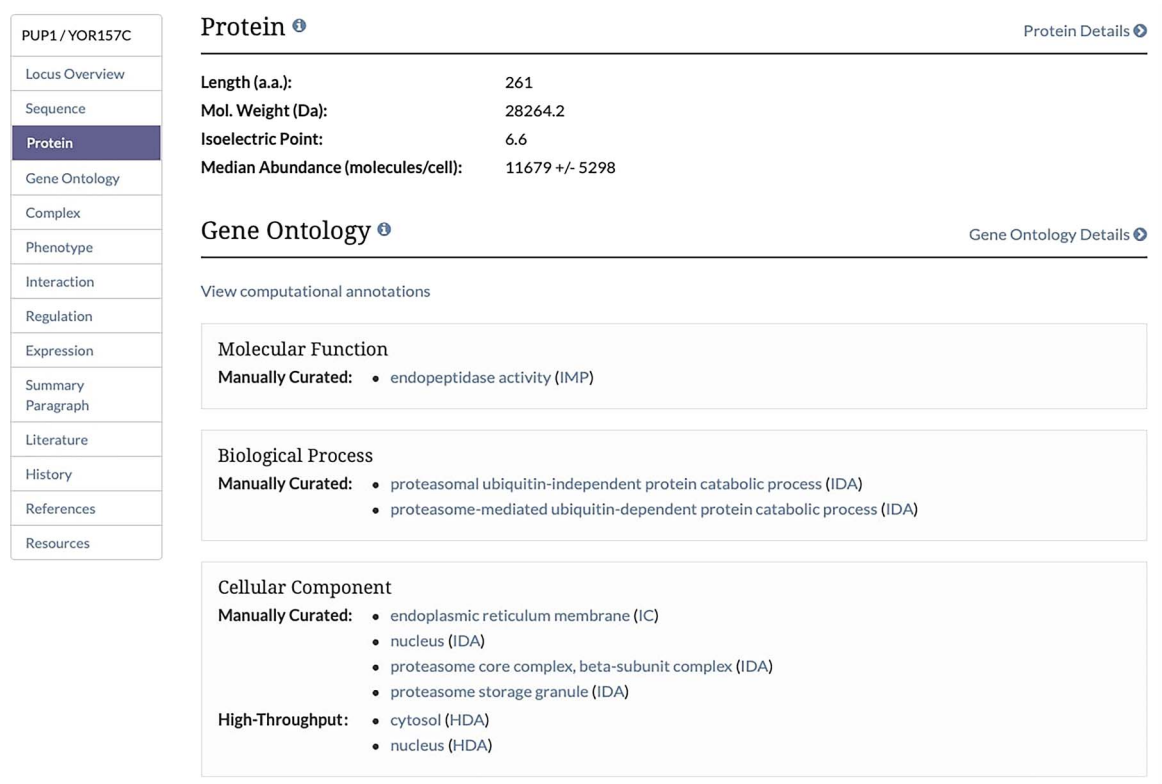 PUP1 / YOR157C
Locus Overview
Sequence
Protein
Gene Ontology
Complex
Phenotype
Interaction
Regulation
Expression
Summary
Paragraph
Literature
History
References
Resources
Protein
Protein Details
Length (a.a.): 261
Mol. Weight (Da): 28264.2
Isoelectric Point: 6.6
Median Abundance (molecules/cell): 11679 +/- 5298
Gene Ontology
Gene Ontology Details
View computational annotations
Molecular Function
Manually Curated: • endopeptidase activity (IMP)
Biological Process
Manually Curated: • proteasomal ubiquitin-independent protein catabolic process (IDA)
• proteasome-mediated ubiquitin-dependent protein catabolic process (IDA)
Cellular Component
Manually Curated: • endoplasmic reticulum membrane (IC)
• nucleus (IDA)
• proteasome core complex, beta-subunit complex (IDA)
• proteasome storage granule (IDA)
High-Throughput: • cytosol (HDA)
• nucleus (HDA)